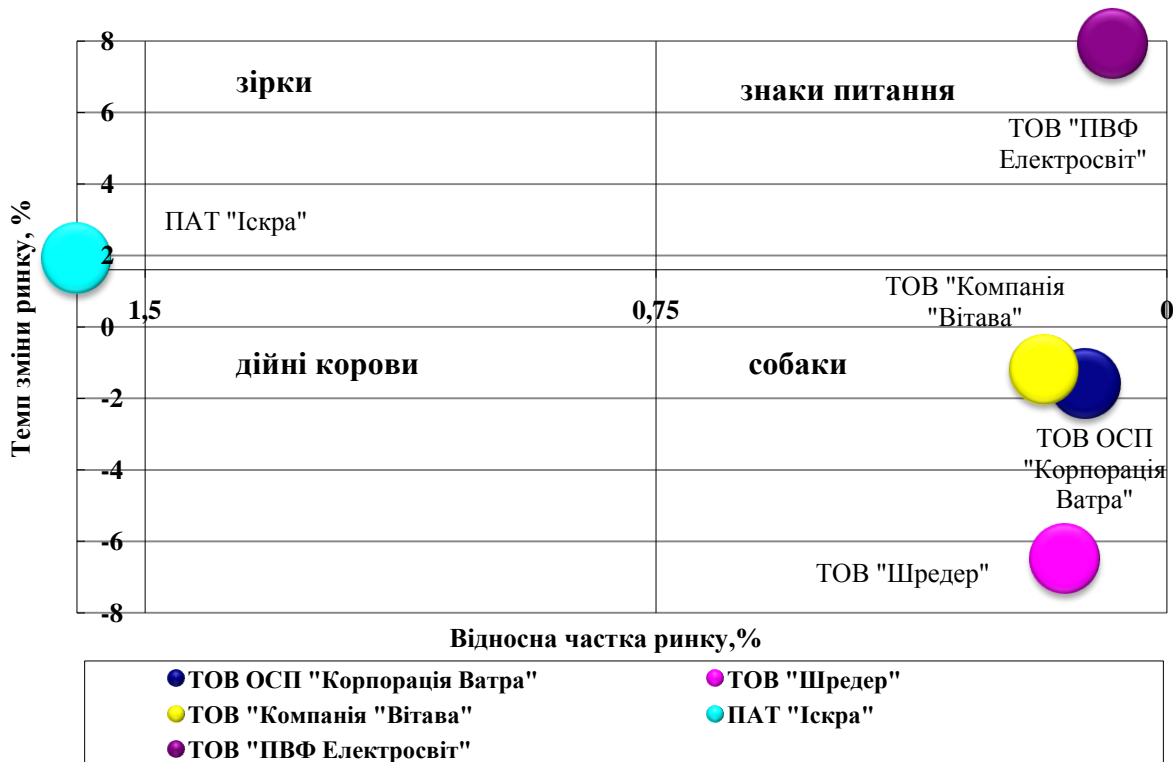 8
зірки
знаки питання
6
ТОВ "ПВФ
Електросвіт"
4
ПАТ "Іскра"
2
ТОВ "Компанія
"Вітава"
1,5
0,75
0
0
дійні корови
собаки
-2
ТОВ ОСП
"Корпорація
Ватра"
-4
-6
ТОВ "Шредер"
-8
Темп зміни ринку, %
Відносна частка ринку,%
ТОВ ОСП "Корпорація Ватра"
ТОВ "Шредер"
ТОВ "Компанія "Вітава"
ПАТ "Іскра"
ТОВ "ПВФ Електросвіт"